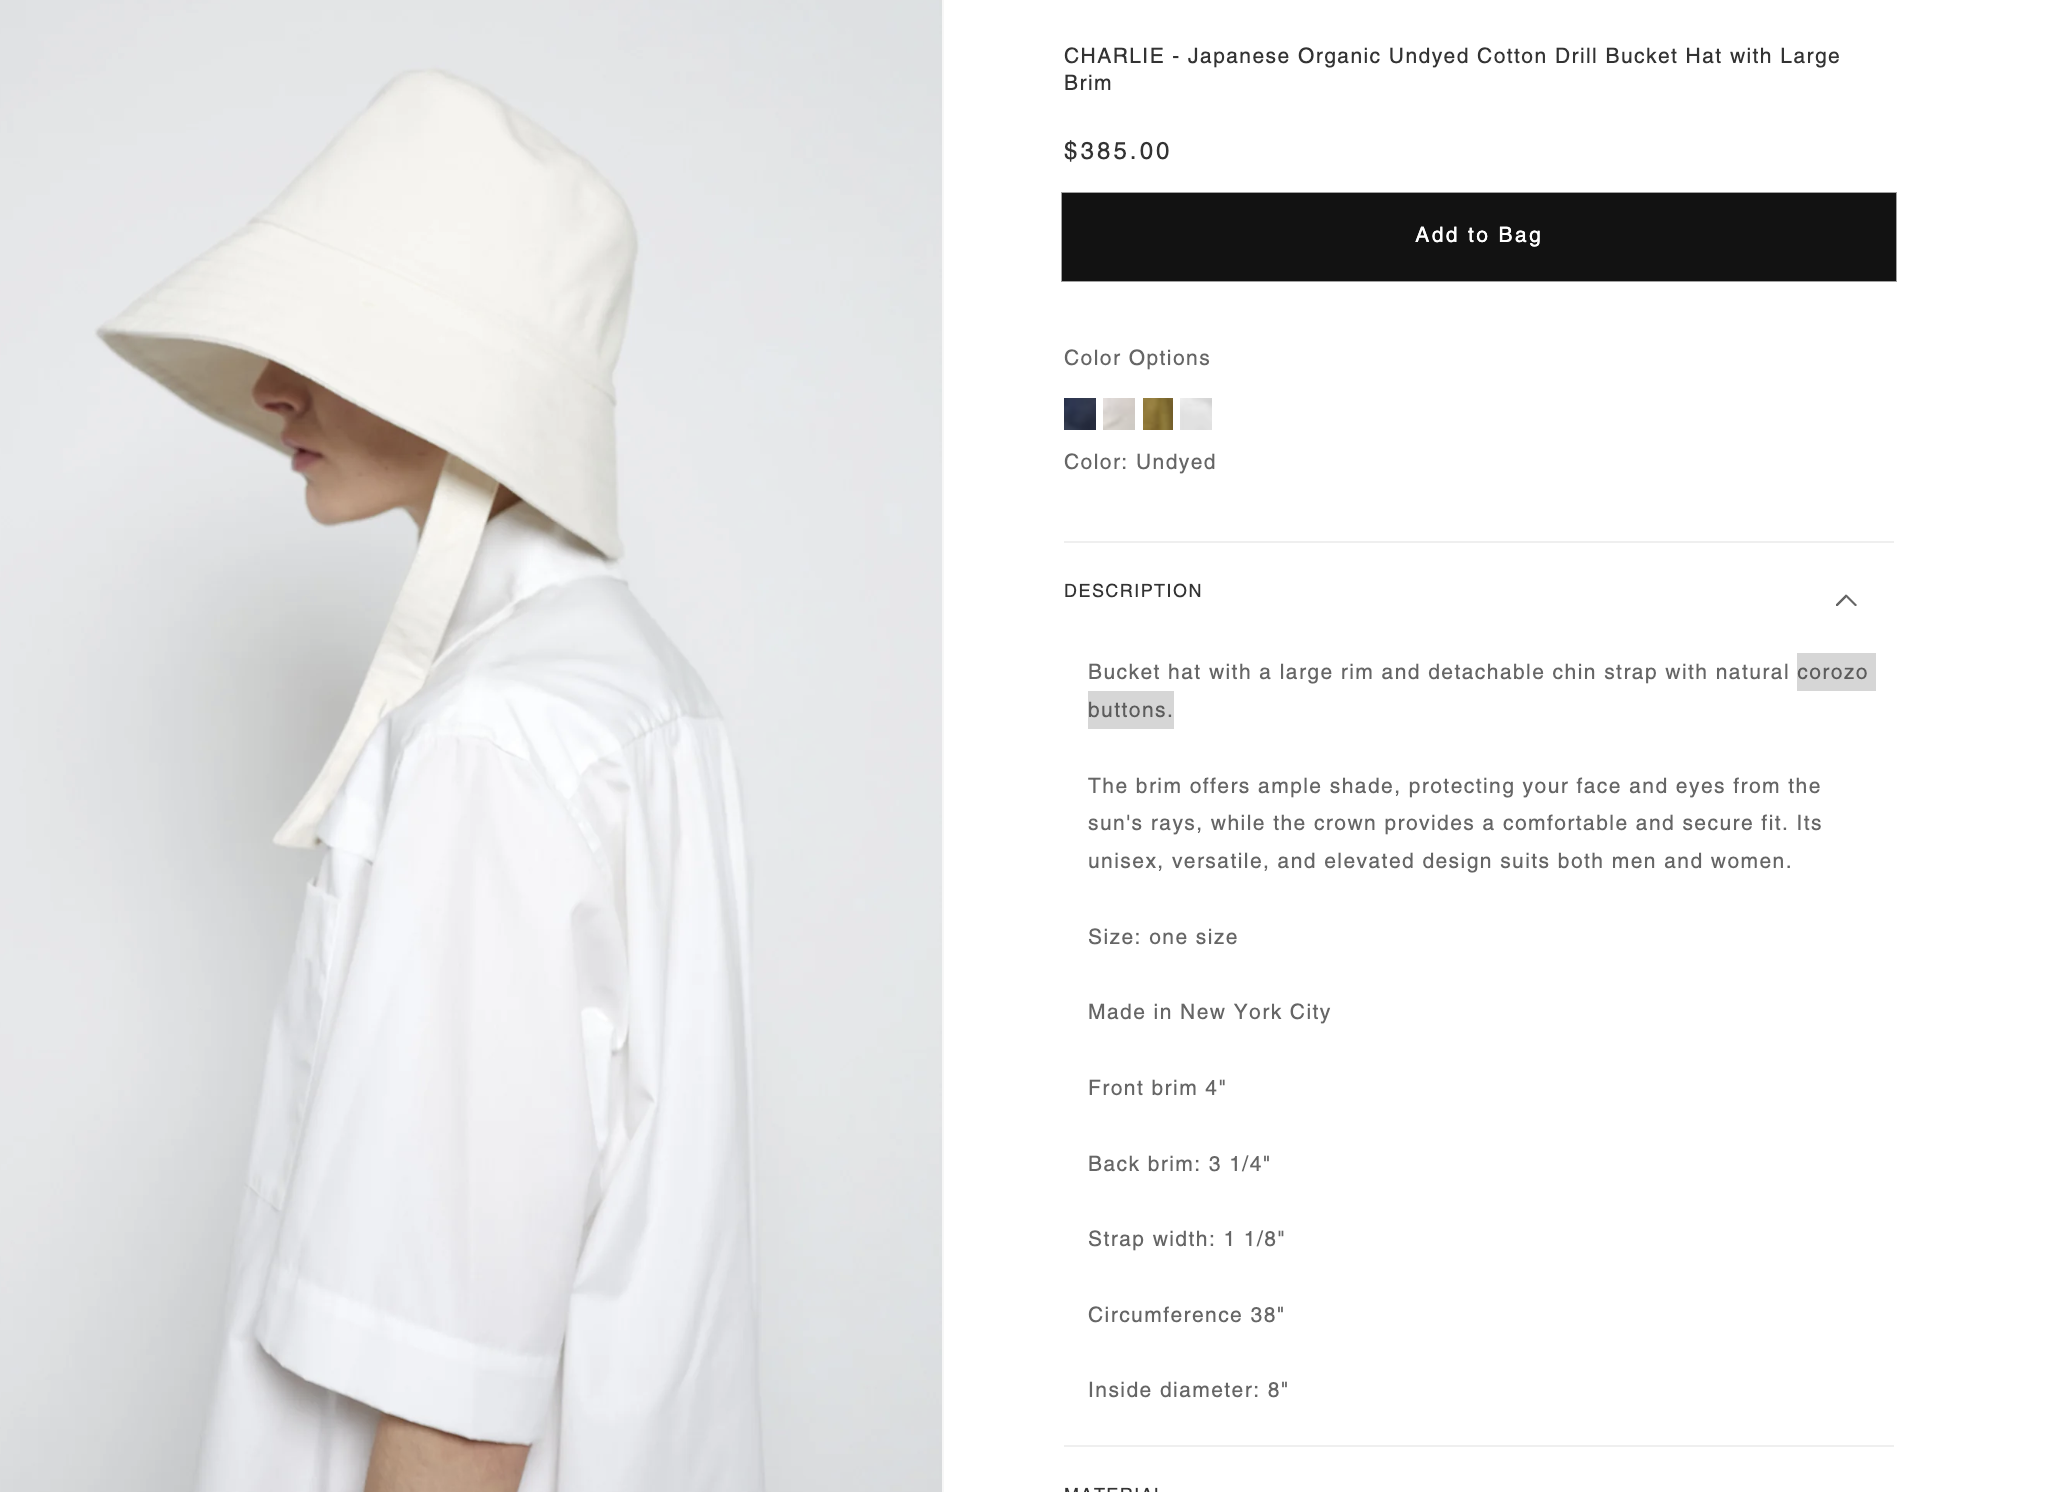 CHARLIE - Japanese Organic Undyed Cotton Drill Bucket Hat with Large
Brim
$385.00
Add to Bag
Color Options
Color: Undyed
DESCRIPTION
Bucket hat with a large rim and detachable chin strap with natural corozo
buttons.
The brim offers ample shade, protecting your face and eyes from the
sun's rays, while the crown provides a comfortable and secure fit. Its
unisex, versatile, and elevated design suits both men and women.
Size: one size
Made in New York City
Front brim 4"
Back brim: 3 1/4"
Strap width: 1 1/8"
Circumference 38"
Inside diameter: 8"
MATERIAL